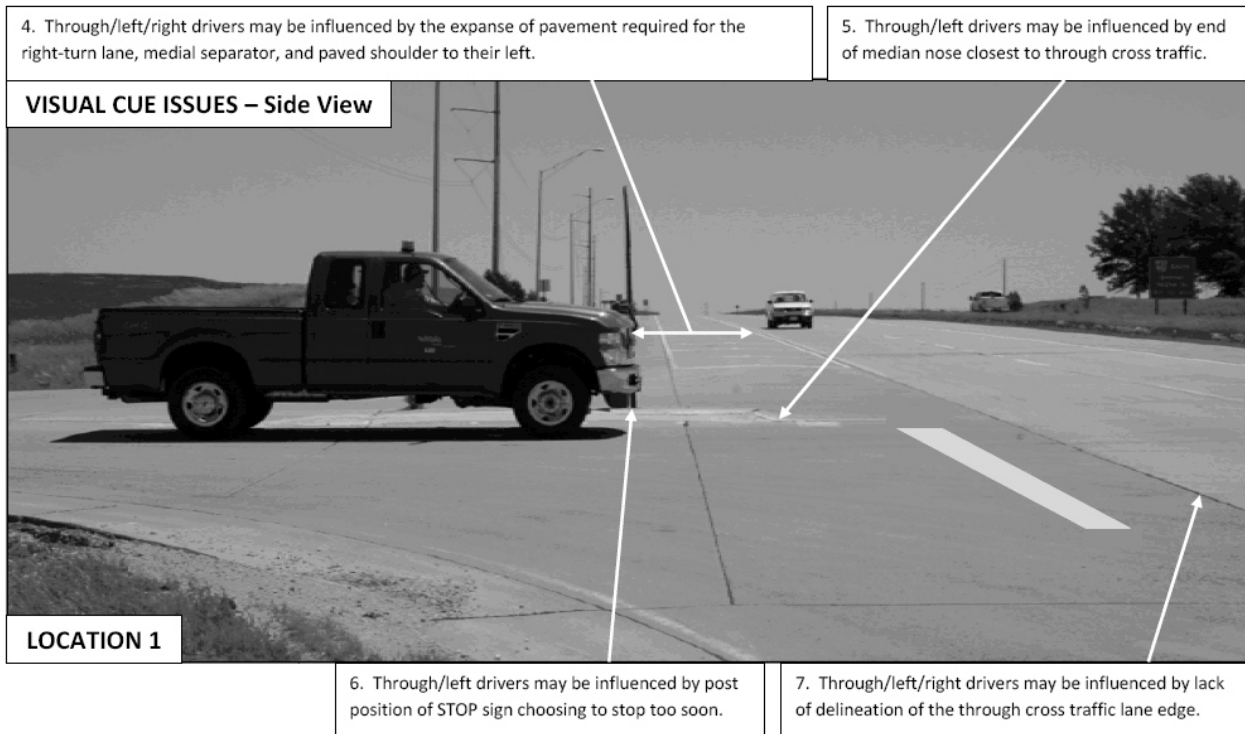 4. Through/left/right drivers may be influenced by the expanse of pavement required for the
right-turn lane, medial separator, and paved shoulder to their left.
5. Through/left drivers may be influenced by end
of median nose closest to through cross traffic.
VISUAL CUE ISSUES – Side View
LOCATION 1
6. Through/left drivers may be influenced by post
position of STOP sign choosing to stop too soon.
7. Through/left/right drivers may be influenced by lack
of delineation of the through cross traffic lane edge.